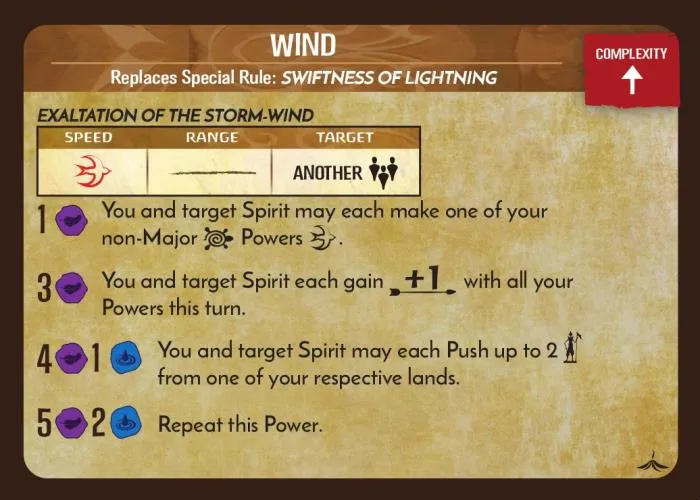 WIND
Replaces Special Rule: SWIFTNESS OF LIGHTNING
COMPLEXITY
EXALTATION OF THE STORM-WIND
SPEED RANGE TARGET
ANOTHER
1 You and target Spirit may each make one of your
non-Major Powers .
3 You and target Spirit each gain +1 with all your
Powers this turn.
4 1 You and target Spirit may each Push up to 2
from one of your respective lands.
5 2 Repeat this Power.